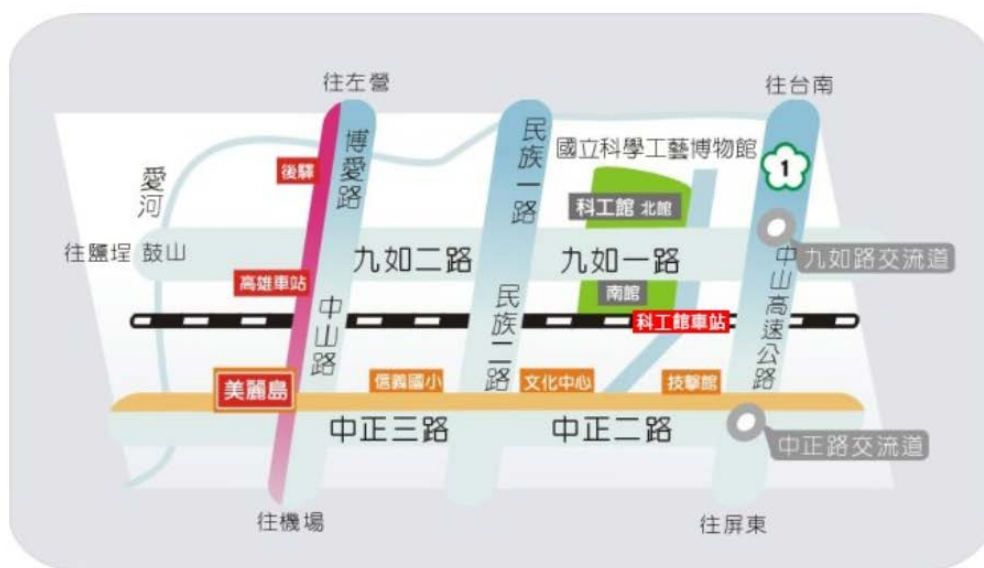 往左營
往台南
博愛路
民族一路
國立科學工藝博物館
1
後驛
愛河
科工館 北館
往鹽埕 鼓山
九如二路
九如一路
中山高速公路
九如路交流道
高雄車站
南館
中山路
民族二路
科工館車站
美麗島
信義國小
文化中心
技擊館
中正三路
中正二路
中正路交流道
往機場
往屏東